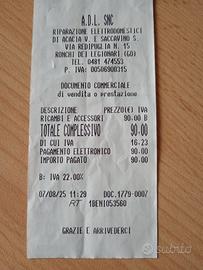 A.D.L. SNC
RIPARAZIONE ELETTRODOMESTICI
DI ACACIA V. E SACCAVINO S.
VIA REDIPUGLIA N. 15
RONCHI DEI LEGIONARI (GO)
TEL. 0481 474553
P. IVA: 00506900315
DOCUMENTO COMMERCIALE
vendita o prestazione
DESCRIZIONE PREZZO(€) IVA
RICAMBI E ACCESSORI 90.00 B
TOTALE COMPLESSIVO 90.00
DI CUI IVA 16-23
PAGAMENTO ELETTRONICO 90.00
IMPORTO PAGATO 90.00
B: IVA 22.00%
07/08/25 11:29 DOC.1779-0007
RT 1BENI053560
GRAZIE E ARRIVEDERCI
subito